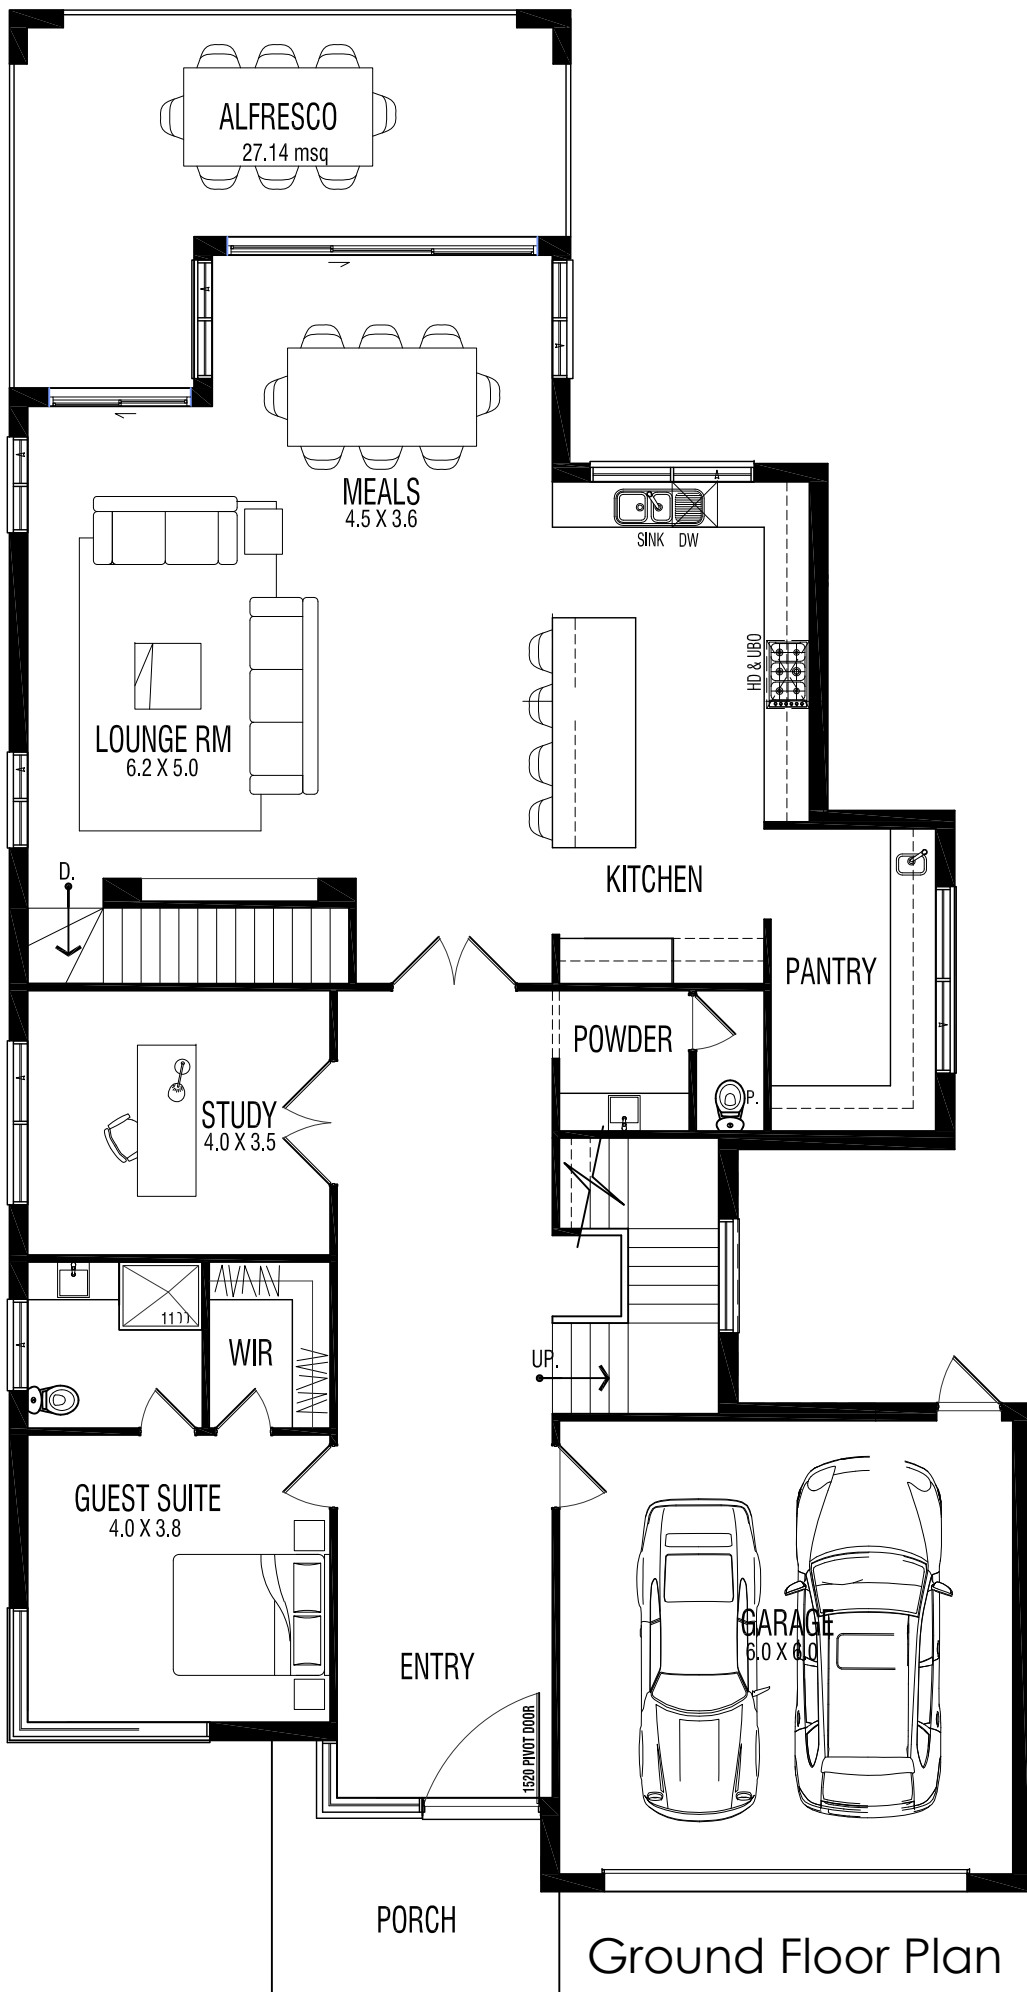 ALFRESCO
27.14 msq
MEALS
4.5 X 3.6
SINK DW
HD & UBO
LOUNGE RM
6.2 X 5.0
D.
KITCHEN
PANTRY
POWDER
P.
STUDY
4.0 X 3.5
WIR
UP.
GUEST SUITE
4.0 X 3.8
GARAGE
6.0 X 6.0
ENTRY
1520 PIVOT DOOR
PORCH
Ground Floor Plan